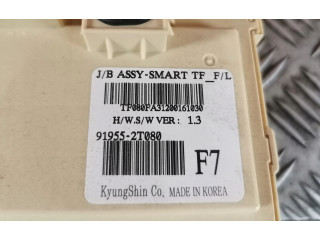 J/B ASSY-SMART TF_F/L
TF080FA31200161030
H/W.S/W VER: 1.3
91955-2T080
F7
KyungShin Co. MADE IN KOREA